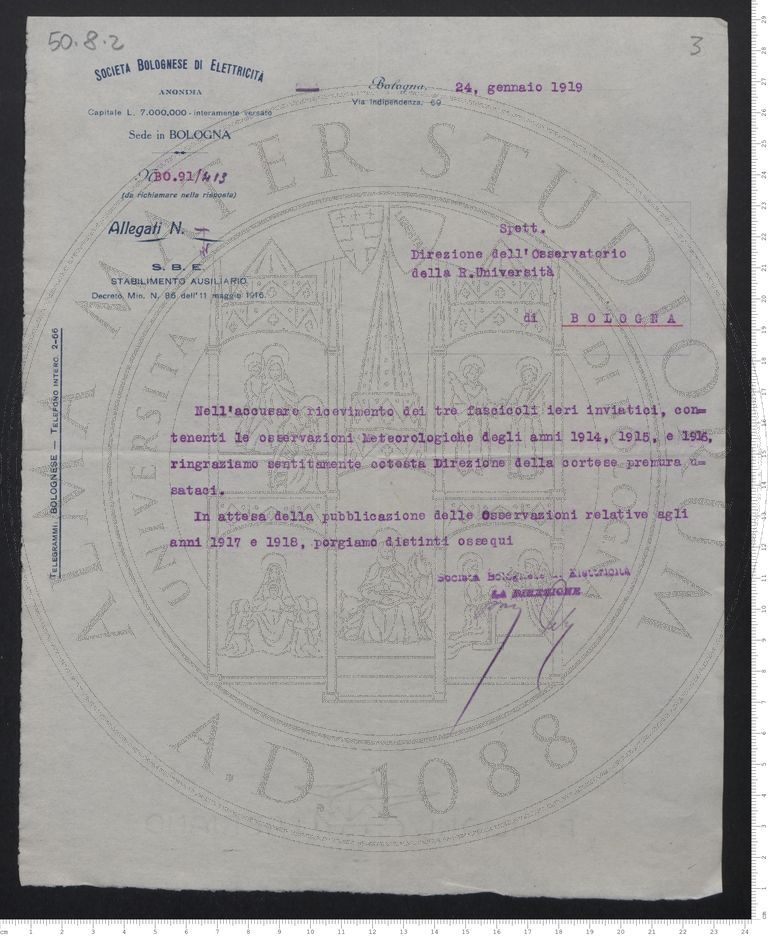 50.8.2
3
SOCIETÀ BOLOGNESE DI ELETTRICITÀ
ANONIMA
Capitale L. 7.000.000 - interamente versato
Sede in BOLOGNA
Bologna, 24, gennaio 1919
Via Indipendenza, 69
N. BO.91/413
(da richiamare nella risposta)
Allegati N.
S. B. E.
STABILIMENTO AUSILIARIO
Decreto Min. N. 86 dell'11 maggio 1916.
TELEGRAMMI: BOLOGNESE — TELEFONO INTERC. 2-66
Spett.
Direzione dell'Osservatorio
della R.Università
di BOLOGNA
Nell'accusare ricevimento dei tre fascicoli ieri inviatici, con=
tenenti le osservazioni Meteorologiche degli anni 1914, 1915, e 1916,
ringraziamo sentitamente cotesta Direzione della cortese premura u=
sataci.
In attesa della pubblicazione delle Osservazioni relative agli
anni 1917 e 1918, porgiamo distinti ossequi
Società Bolognese di Elettricità
LA DIREZIONE
ALMA MATER STUDIORUM
UNIVERSITÀ DI BOLOGNA
A.D. 1088